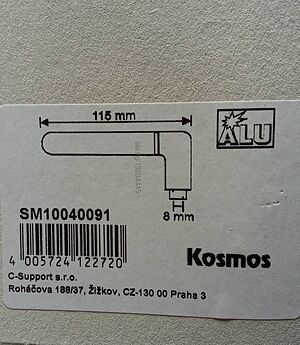 115 mm
ALU
8 mm
SM10040091
4 005724 122720
Kosmos
C-Support s.r.o.
Roháčova 188/37, Žižkov, CZ-130 00 Praha 3